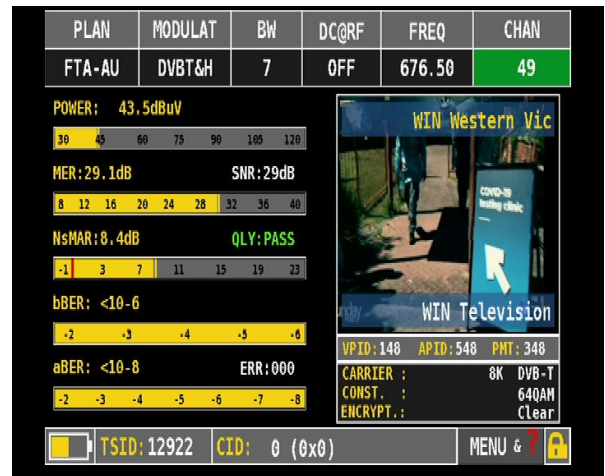 PLAN MODULAT BW DC@RF FREQ CHAN
FTA-AU DVBT&H 7 OFF 676.50 49
POWER: 43.5dBuV
30 45 60 75 90 105 120
MER:29.1dB SNR:29dB
8 12 16 20 24 28 32 36 40
NsMAR:8.4dB QLY:PASS
-1 3 7 11 15 19 23
bBER: <10-6
-2 -3 -4 -5 -6
aBER: <10-8 ERR:000
-2 -3 -4 -5 -6 -7 -8
WIN Western Vic
COVID-19
testing clinic
WIN Television
VPID:148 APID:548 PMT:348
CARRIER : 8K DVB-T
CONST. : 64QAM
ENCRYPT.: Clear
TSID:12922 CID: 0 (0x0) MENU & ?